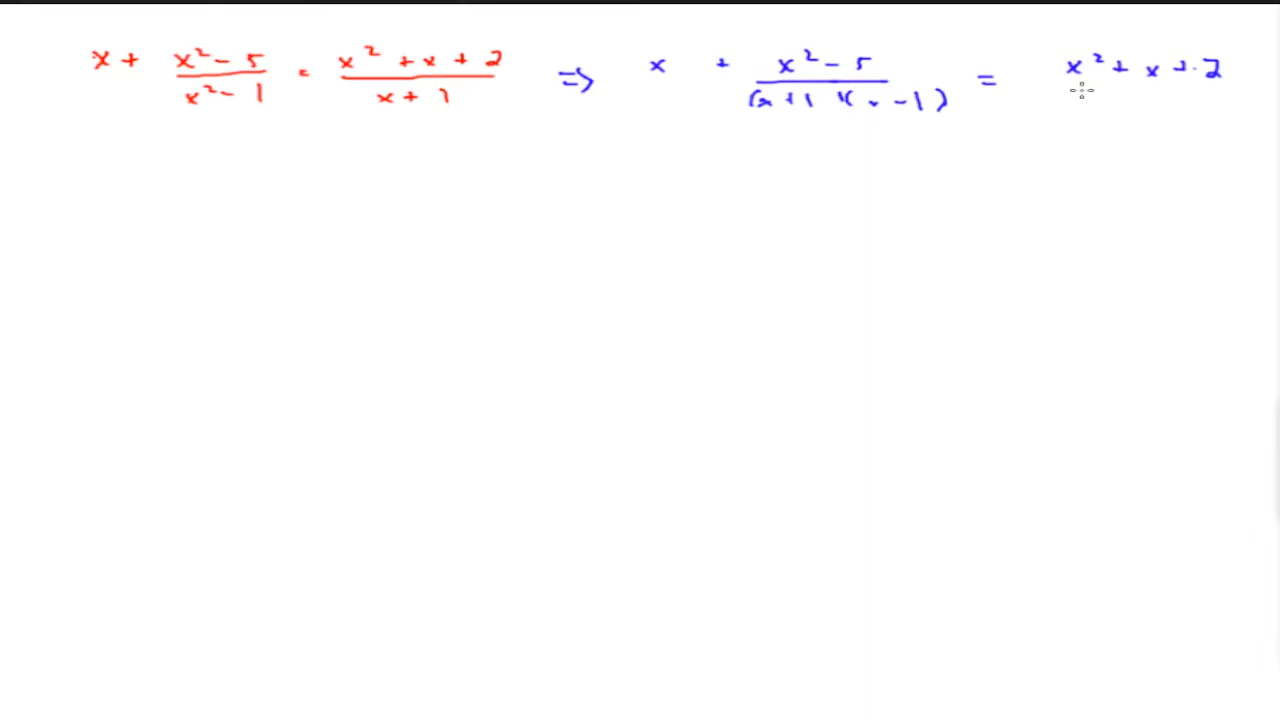 x + (x² - 5)/(x² - 1) = (x² + x + 2)/(x + 1) ⇒ x + (x² - 5)/((x + 1)(x - 1)) = x² + x + 2